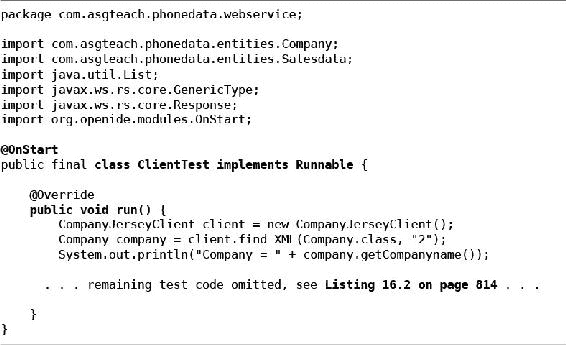 package com.asgteach.phonedata.webservice;
import com.asgteach.phonedata.entities.Company;
import com.asgteach.phonedata.entities.Salesdata;
import java.util.List;
import javax.ws.rs.core.GenericType;
import javax.ws.rs.core.Response;
import org.openide.modules.OnStart;
@OnStart
public final class ClientTest implements Runnable {
@Override
public void run() {
CompanyJerseyClient client = new CompanyJerseyClient();
Company company = client.find_XML(Company.class, "2");
System.out.println("Company = " + company.getCompanyname());
. . . remaining test code omitted, see Listing 16.2 on page 814 . . .
}
}